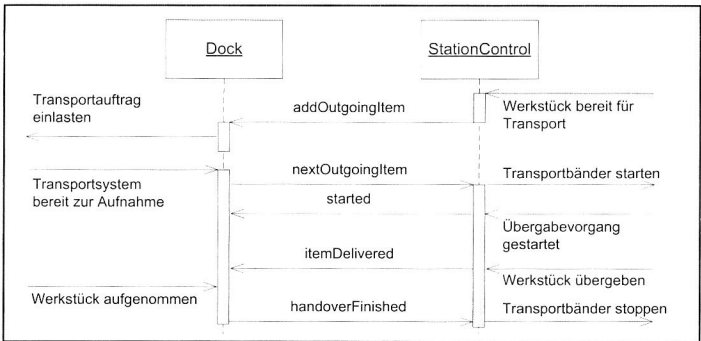 Dock
StationControl
Transportauftrag
einlasten
addOutgoingItem
Werkstück bereit für
Transport
nextOutgoingItem
Transportbänder starten
Transportsystem
bereit zur Aufnahme
started
Übergabevorgang
gestartet
itemDelivered
Werkstück übergeben
Werkstück aufgenommen
handoverFinished
Transportbänder stoppen